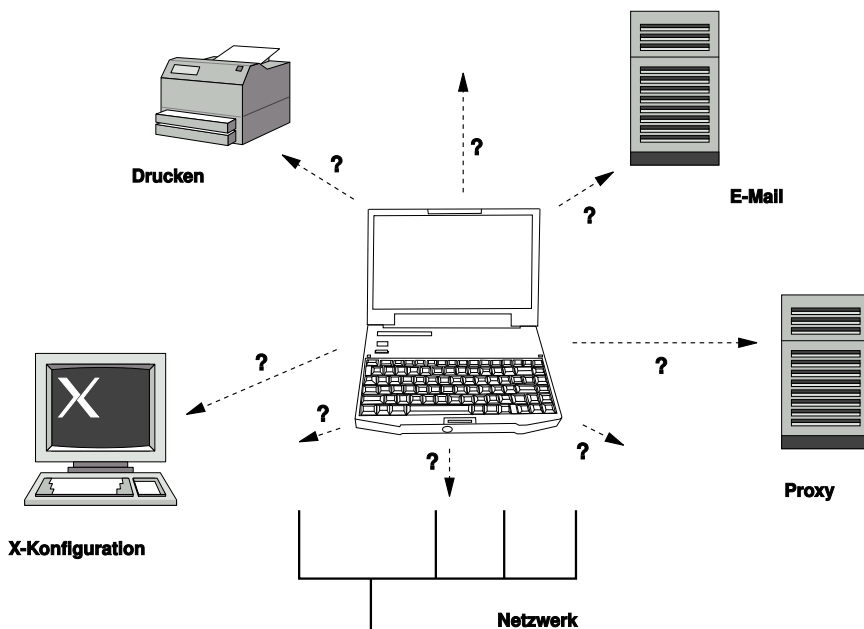 ?
?
Drucken
?
E-Mail
?
?
X
?
?
?
Proxy
X-Konfiguration
Netzwerk